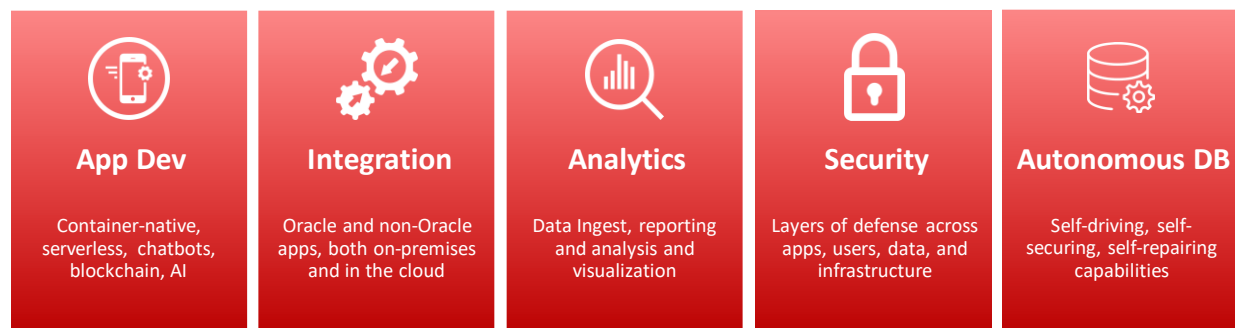 App Dev
Container-native,
serverless, chatbots,
blockchain, AI
Integration
Oracle and non-Oracle
apps, both on-premises
and in the cloud
Analytics
Data Ingest, reporting
and analysis and
visualization
Security
Layers of defense across
apps, users, data, and
infrastructure
Autonomous DB
Self-driving, self-
securing, self-repairing
capabilities